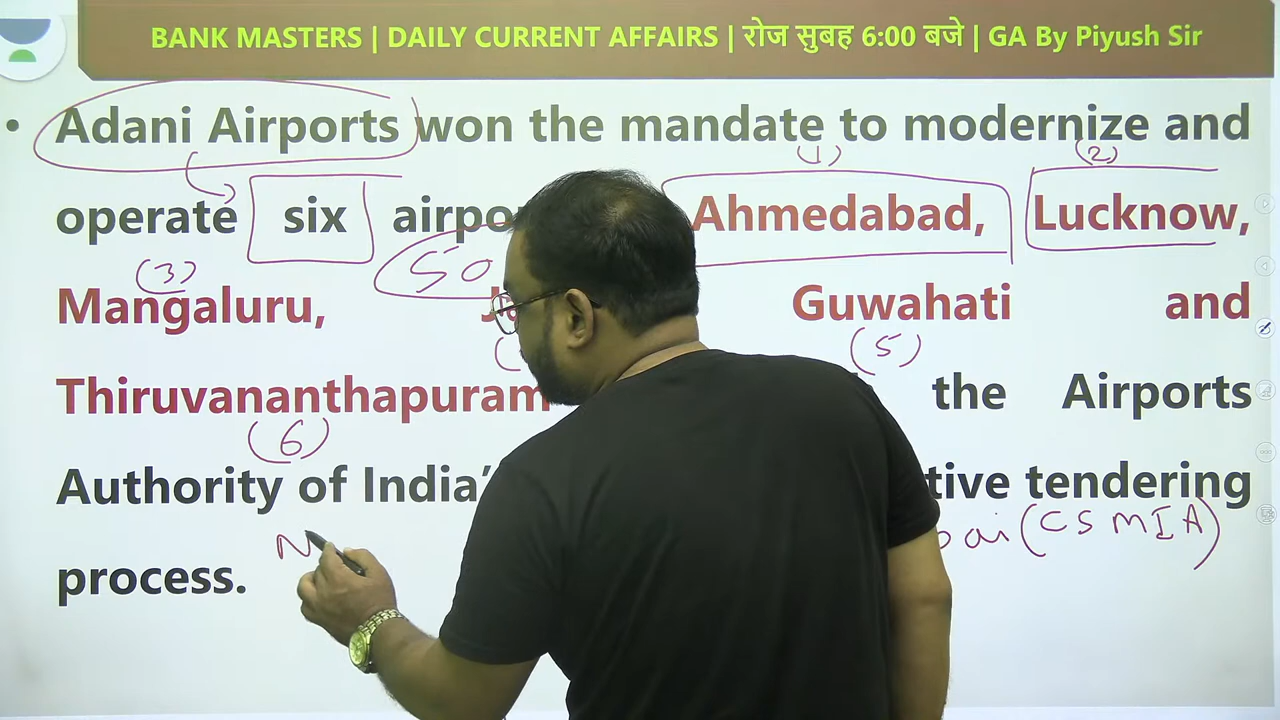 BANK MASTERS | DAILY CURRENT AFFAIRS | रोज सुबह 6:00 बजे | GA By Piyush Sir
• Adani Airports won the mandate to modernize and
(1) (2)
operate six Ahmedabad, Lucknow,
(3) 50
Mangaluru, Guwahati and
(5)
Thiruvananthapuram the Airports
(6)
Authority of India’ tendering
(CSMIA)
N
process.